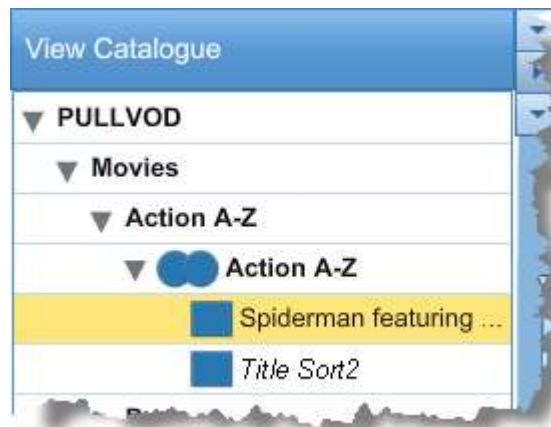 View Catalogue
PULLVOD
Movies
Action A-Z
Action A-Z
Spiderman featuring ...
Title Sort2